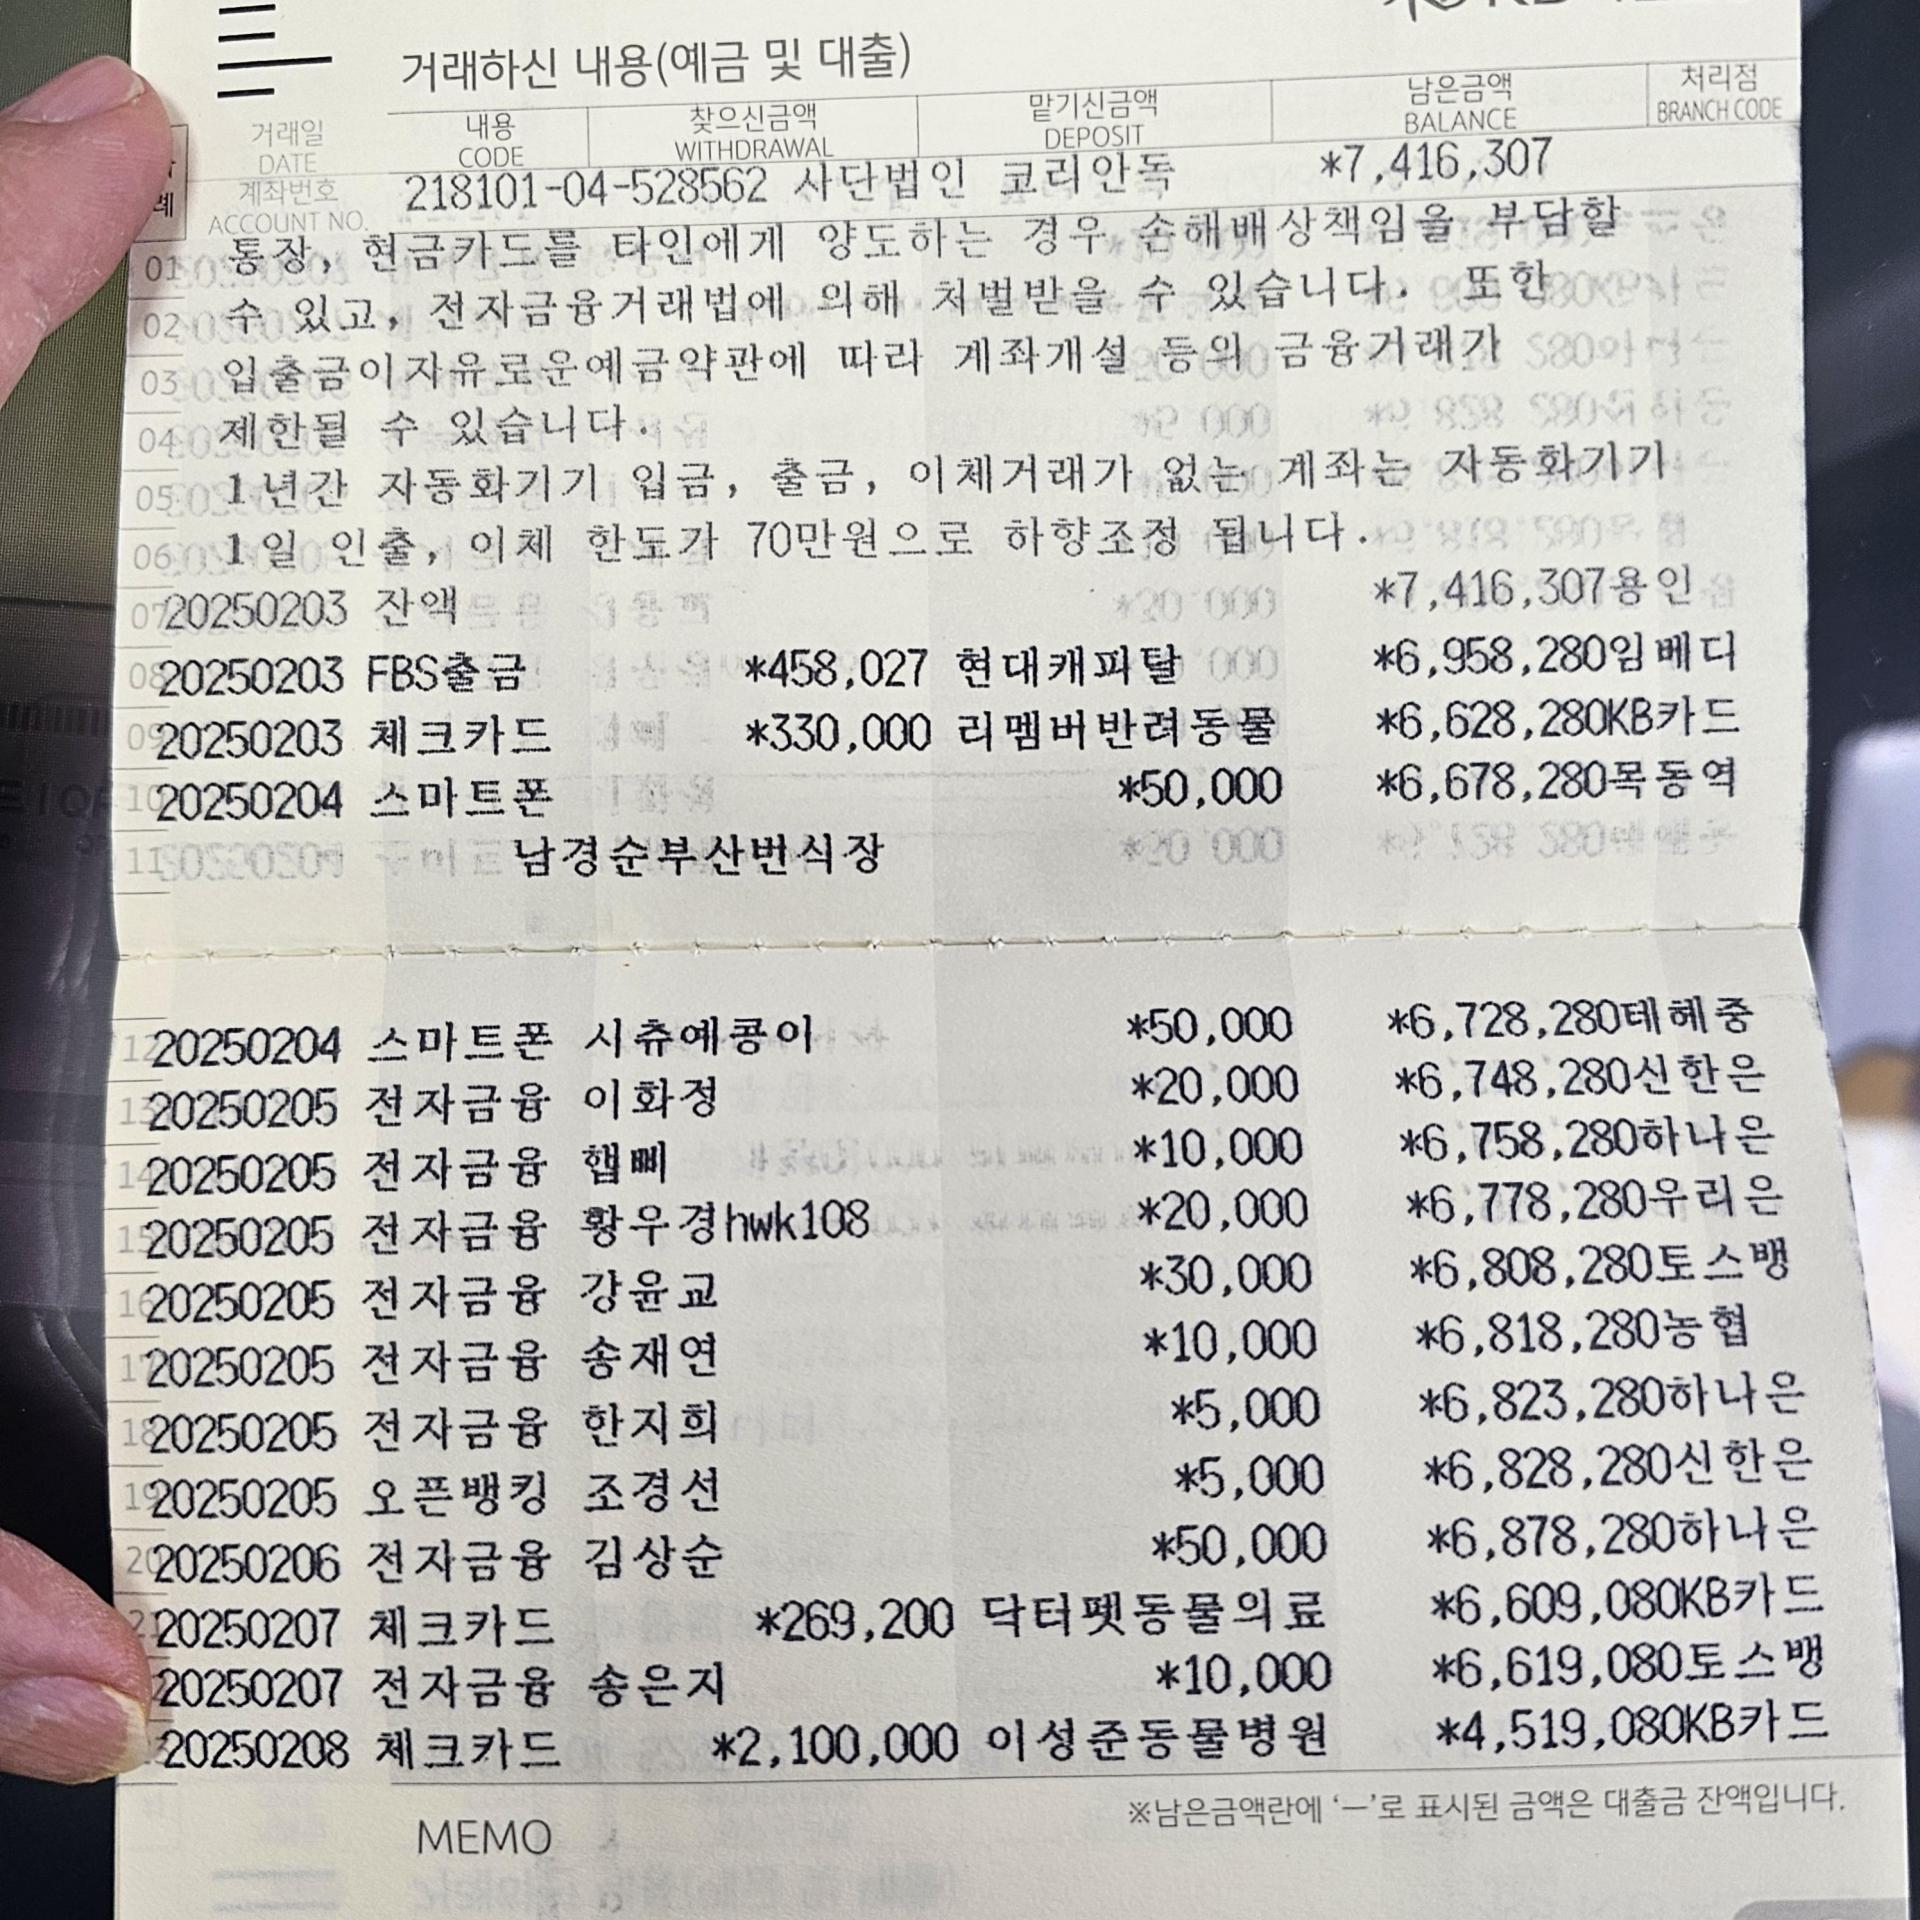 거래하신 내용(예금 및 대출)
거래일 내용 찾으신금액 맡기신금액 남은금액 처리점
DATE CODE WITHDRAWAL DEPOSIT BALANCE BRANCH CODE
계좌번호
ACCOUNT NO. 218101-04-528562 사단법인 코리안독 *7,416,307
01 통장, 현금카드를 타인에게 양도하는 경우 손해배상책임을 부담할
02 수 있고, 전자금융거래법에 의해 처벌받을 수 있습니다. 또한
03 입출금이자유로운예금약관에 따라 계좌개설 등의 금융거래가
04 제한될 수 있습니다.
05 1년간 자동화기기 입금, 출금, 이체거래가 없는 계좌는 자동화기기
06 1일 인출, 이체 한도가 70만원으로 하향조정 됩니다.
07 20250203 잔액 *7,416,307용인
08 20250203 FBS출금 *458,027 현대캐피탈 *6,958,280임베디
09 20250203 체크카드 *330,000 리멤버반려동물 *6,628,280KB카드
10 20250204 스마트폰 *50,000 *6,678,280목동역
11 남경순부산번식장
12 20250204 스마트폰 시츄예콩이 *50,000 *6,728,280테헤중
13 20250205 전자금융 이화정 *20,000 *6,748,280신한은
14 20250205 전자금융 햅삐 *10,000 *6,758,280하나은
15 20250205 전자금융 황우경hwk108 *20,000 *6,778,280우리은
16 20250205 전자금융 강윤교 *30,000 *6,808,280토스뱅
17 20250205 전자금융 송재연 *10,000 *6,818,280농협
18 20250205 전자금융 한지희 *5,000 *6,823,280하나은
19 20250205 오픈뱅킹 조경선 *5,000 *6,828,280신한은
20 20250206 전자금융 김상순 *50,000 *6,878,280하나은
21 20250207 체크카드 *269,200 닥터펫동물의료 *6,609,080KB카드
20250207 전자금융 송은지 *10,000 *6,619,080토스뱅
20250208 체크카드 *2,100,000 이성준동물병원 *4,519,080KB카드
※남은금액란에 ‘ㅡ’로 표시된 금액은 대출금 잔액입니다.
MEMO